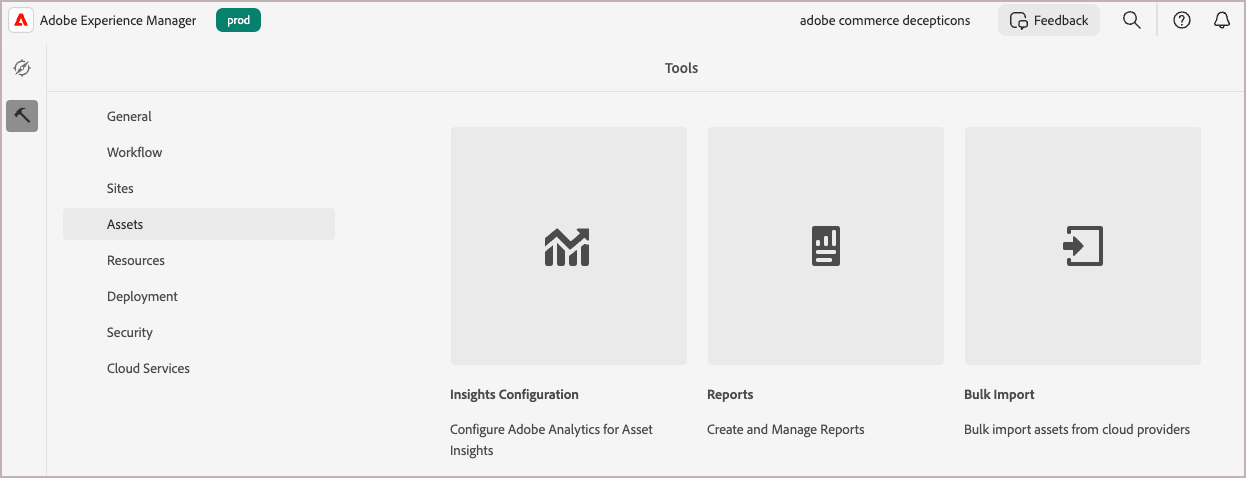 Adobe Experience Manager
prod
adobe commerce decepticons
Feedback
Tools
General
Workflow
Sites
Assets
Resources
Deployment
Security
Cloud Services
Insights Configuration
Configure Adobe Analytics for Asset
Insights
Reports
Create and Manage Reports
Bulk Import
Bulk import assets from cloud providers